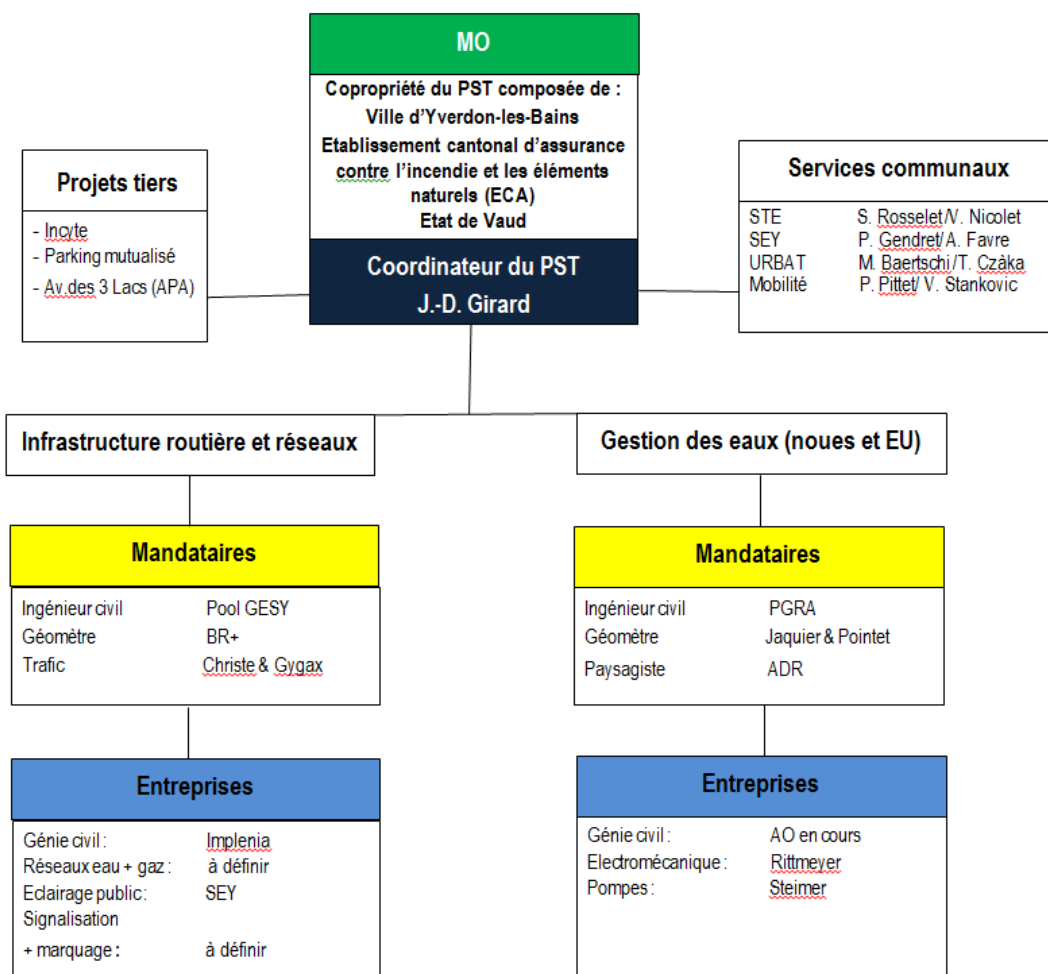 MO
Copropriété du PST composée de :
Ville d'Yverdon-les-Bains
Etablissement cantonal d'assurance
contre l'incendie et les éléments
naturels (ECA)
Etat de Vaud
Coordinateur du PST
J.-D. Girard
Projets tiers
- Incyte
- Parking mutualisé
- Av.des 3 Lacs (APA)
Services communaux
STE S. Rosselet/V. Nicolet
SEY P. Gendret/ A. Favre
URBAT M. Baertschi/T. Czàka
Mobilité P. Pittet/ V. Stankovic
Infrastructure routière et réseaux
Mandataires
Ingénieur civil Pool GESY
Géomètre BR+
Trafic Christe & Gygax
Entreprises
Génie civil : Implenia
Réseaux eau + gaz : à définir
Eclairage public: SEY
Signalisation
+ marquage : à définir
Gestion des eaux (noues et EU)
Mandataires
Ingénieur civil PGRA
Géomètre Jaquier & Pointet
Paysagiste ADR
Entreprises
Génie civil : AO en cours
Electromécanique : Rittmeyer
Pompes : Steimer